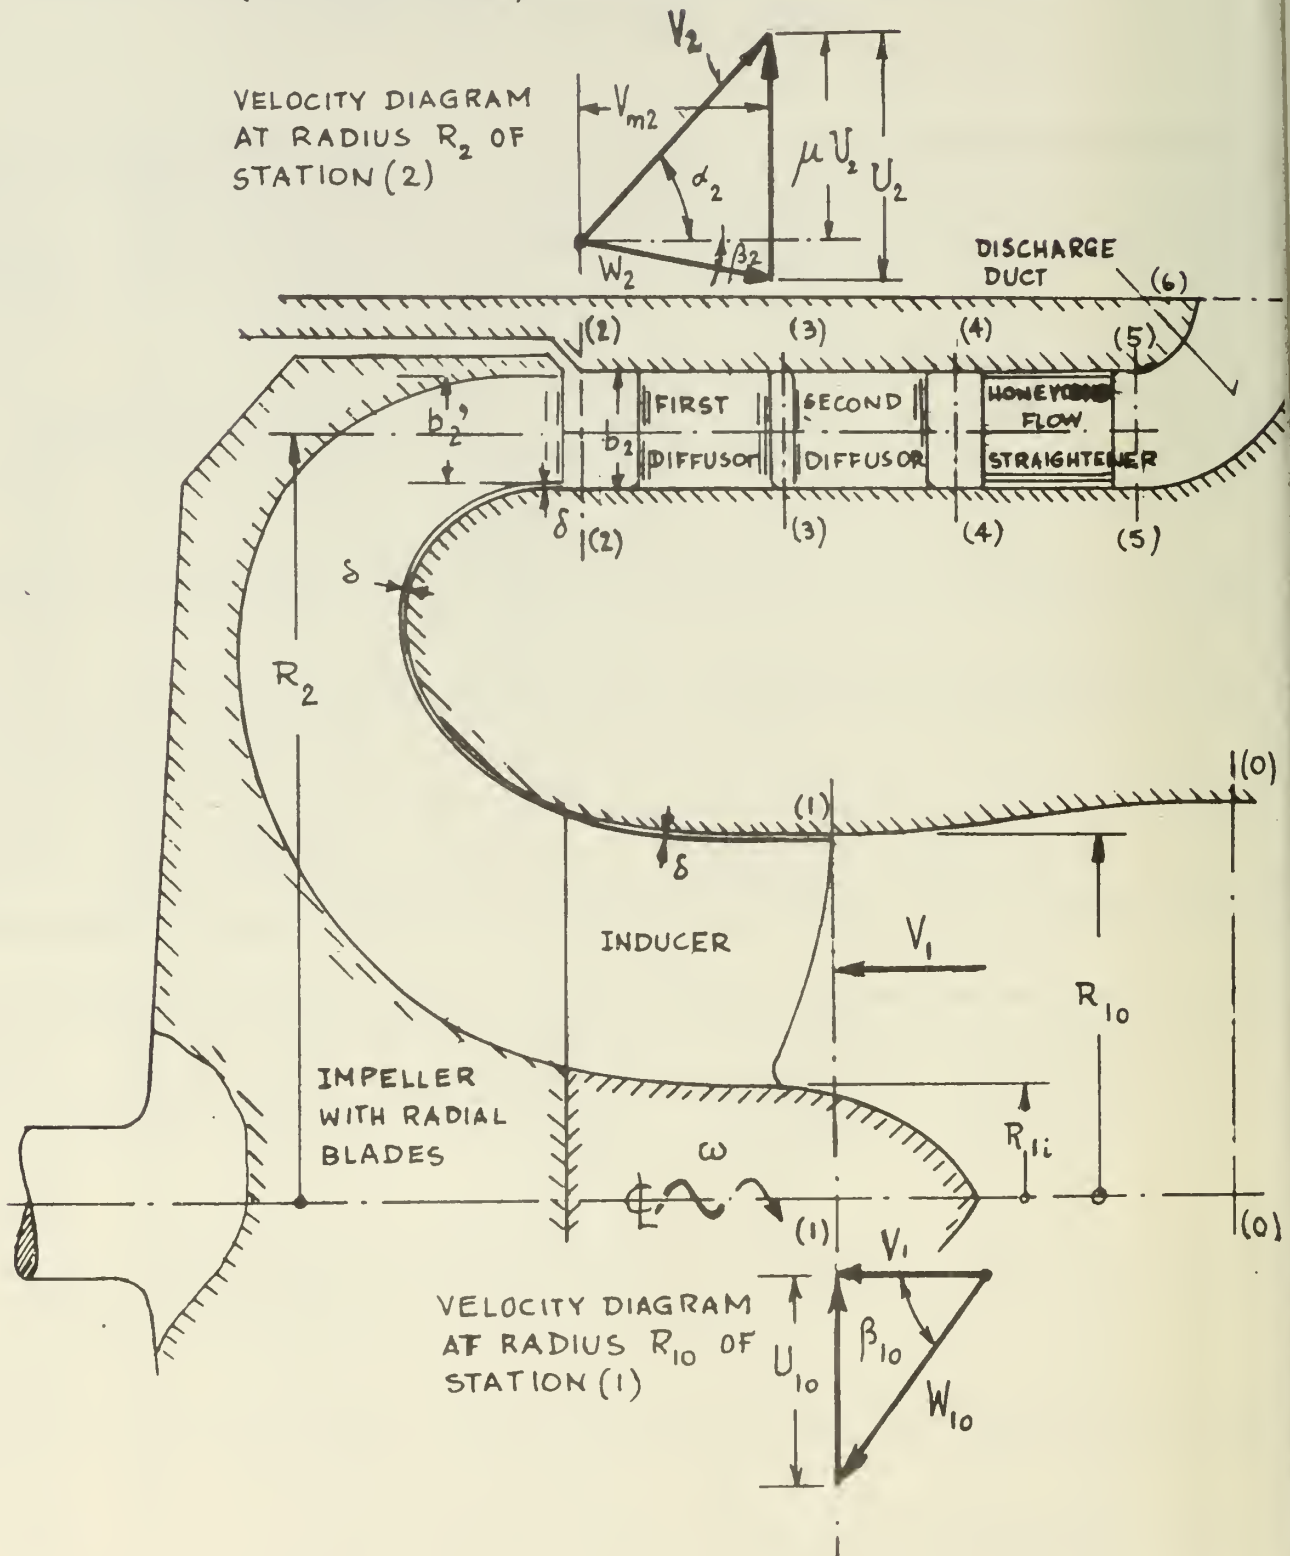 V₂
VELOCITY DIAGRAM
AT RADIUS R₂ OF
STATION (2)
V_m2
μU₂
U₂
α₂
β₂
W₂
DISCHARGE
DUCT
(6)
(2)
(3)
(4)
(5)
b₂'
b₂
FIRST
DIFFUSOR
SECOND
DIFFUSOR
FLOW
STRAIGHTENER
δ
(2)
(3)
(4)
(5)
δ
R₂
(0)
(1)
δ
INDUCER
V₁
R₁₀
IMPELLER
WITH RADIAL
BLADES
R₁ᵢ
ω
℄
(1)
(0)
V₁
VELOCITY DIAGRAM
AT RADIUS R₁₀ OF
STATION (1)
U₁₀
β₁₀
W₁₀